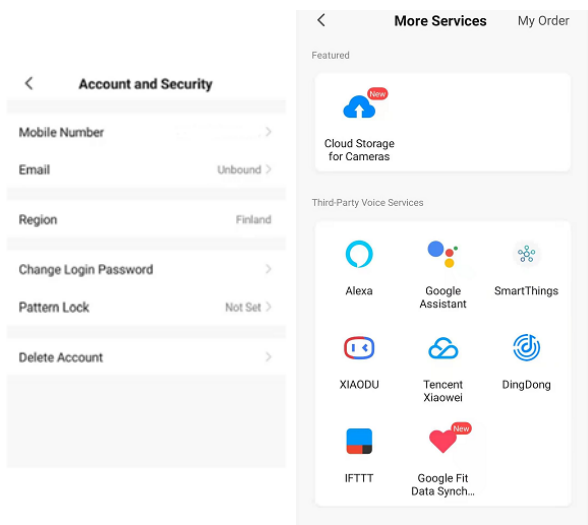 Account and Security
Mobile Number
Email Unbound
Region Finland
Change Login Password
Pattern Lock Not Set
Delete Account
More Services My Order
Featured
New
Cloud Storage
for Cameras
Third-Party Voice Services
Alexa
Google
Assistant
SmartThings
XIAODU
Tencent
Xiaowei
DingDong
IFTTT
New
Google Fit
Data Synch...